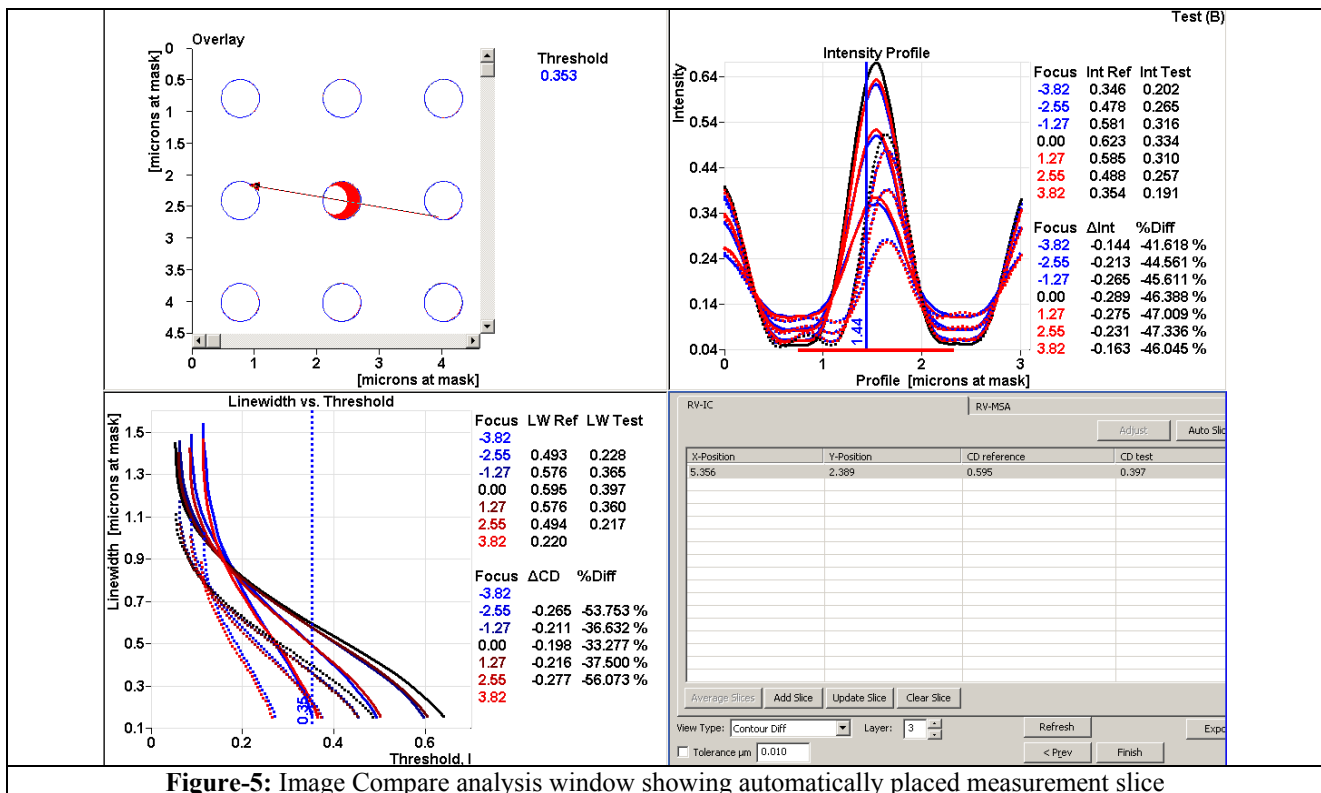 Test (B)
Overlay
Threshold
0.353
0
0.5
1
1.5
2
2.5
3
3.5
4
4.5
[microns at mask]
0 1 2 3 4
[microns at mask]
Intensity Profile
Intensity
0.64
0.54
0.44
0.34
0.24
0.14
0.04
1.44
0 1 2 3
Profile [microns at mask]
Focus Int Ref Int Test
-3.82 0.346 0.202
-2.55 0.478 0.265
-1.27 0.581 0.316
0.00 0.623 0.334
1.27 0.585 0.310
2.55 0.488 0.257
3.82 0.354 0.191
Focus ΔInt %Diff
-3.82 -0.144 -41.618 %
-2.55 -0.213 -44.561 %
-1.27 -0.265 -45.611 %
0.00 -0.289 -46.388 %
1.27 -0.275 -47.009 %
2.55 -0.231 -47.336 %
3.82 -0.163 -46.045 %
Linewidth vs. Threshold
Linewidth [microns at mask]
1.5
1.3
1.1
0.9
0.7
0.5
0.3
0.1
0.35
0 0.2 0.4 0.6
Threshold, I
Focus LW Ref LW Test
-3.82
-2.55 0.493 0.228
-1.27 0.576 0.365
0.00 0.595 0.397
1.27 0.576 0.360
2.55 0.494 0.217
3.82 0.220
Focus ΔCD %Diff
-3.82
-2.55 -0.265 -53.753 %
-1.27 -0.211 -36.632 %
0.00 -0.198 -33.277 %
1.27 -0.216 -37.500 %
2.55 -0.277 -56.073 %
3.82
RV-IC RV-MSA
Adjust Auto Slic
X-Position Y-Position CD reference CD test
5.356 2.389 0.595 0.397
Average Slices Add Slice Update Slice Clear Slice
View Type: Contour Diff Layer: 3 Refresh Expo
Tolerance µm 0.010 < Prev Finish
Figure-5: Image Compare analysis window showing automatically placed measurement slice